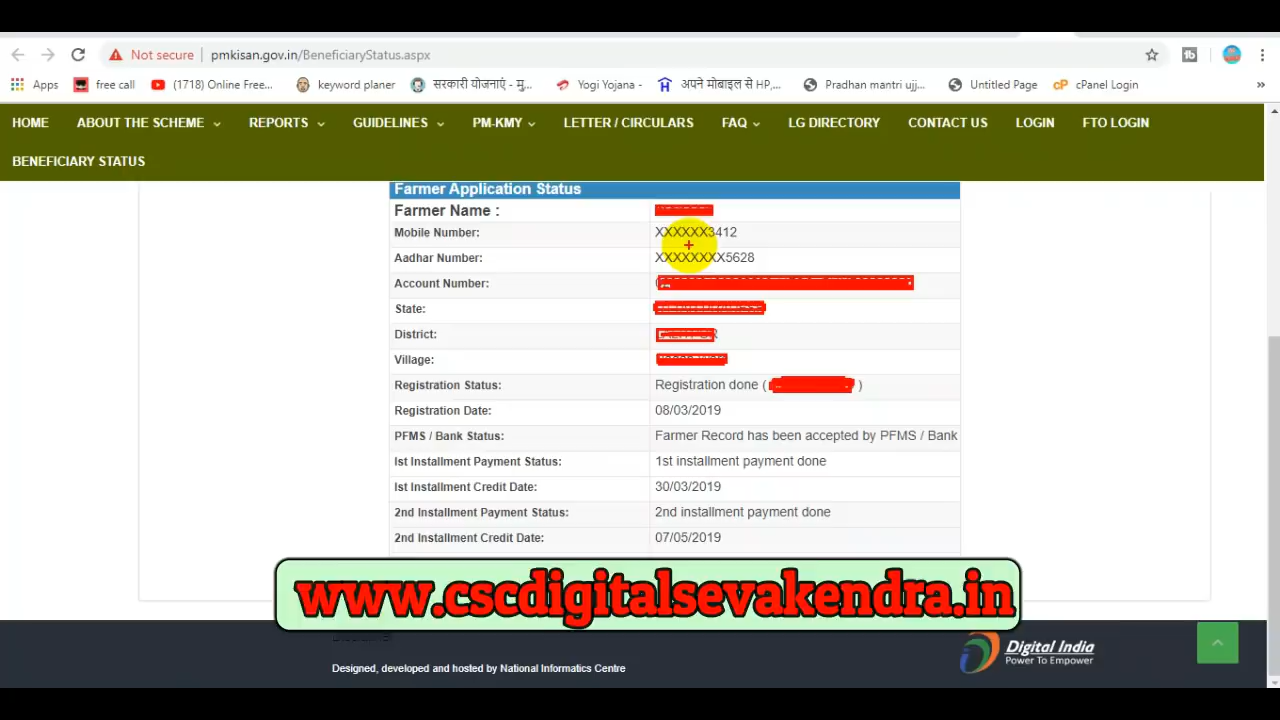 Not secure | pmkisan.gov.in/BeneficiaryStatus.aspx
Apps free call (1718) Online Free... keyword planer सरकारी योजनाएं - मु... Yogi Yojana - अपने मोबाइल से HP,... Pradhan mantri ujj... Untitled Page cPanel Login »
HOME ABOUT THE SCHEME REPORTS GUIDELINES PM-KMY LETTER / CIRCULARS FAQ LG DIRECTORY CONTACT US LOGIN FTO LOGIN
BENEFICIARY STATUS
Farmer Application Status
Farmer Name :
Mobile Number: XXXXXX3412
Aadhar Number: XXXXXXXX5628
Account Number:
State:
District:
Village:
Registration Status: Registration done ( )
Registration Date: 08/03/2019
PFMS / Bank Status: Farmer Record has been accepted by PFMS / Bank
Ist Installment Payment Status: 1st installment payment done
Ist Installment Credit Date: 30/03/2019
2nd Installment Payment Status: 2nd installment payment done
2nd Installment Credit Date: 07/05/2019
www.cscdigitalsevakendra.in
Designed, developed and hosted by National Informatics Centre
Digital India
Power To Empower